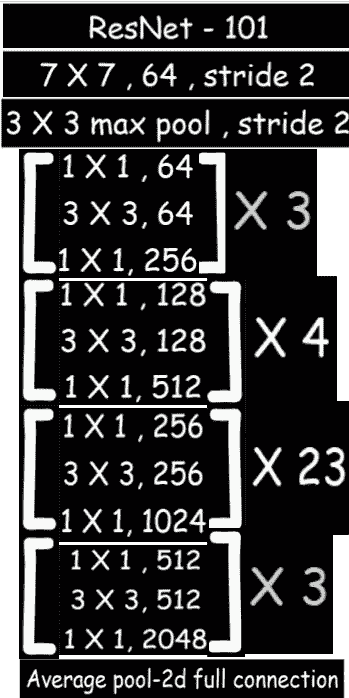 ResNet - 101
7 X 7 , 64 , stride 2
3 X 3 max pool , stride 2
1 X 1 , 64
3 X 3, 64
X 3
1 X 1, 256
1 X 1 , 128
3 X 3, 128
X 4
1 X 1, 512
1 X 1 , 256
3 X 3, 256
X 23
1 X 1, 1024
1 X 1 , 512
3 X 3, 512
X 3
1 X 1, 2048
Average pool-2d full connection